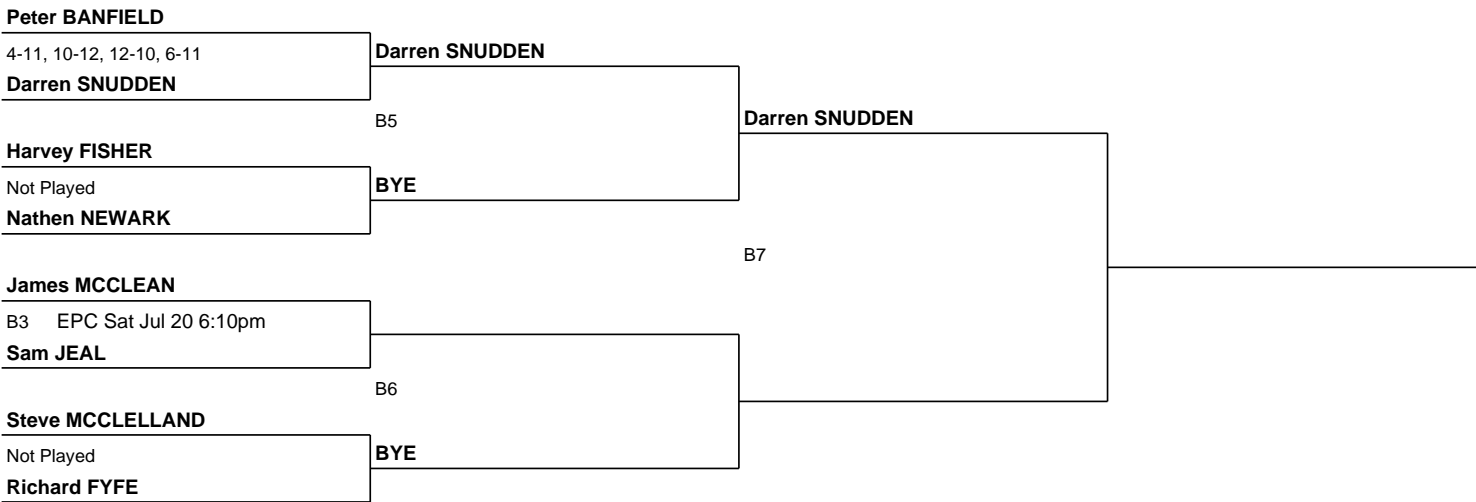 Peter BANFIELD
4-11, 10-12, 12-10, 6-11
Darren SNUDDEN
Darren SNUDDEN
B5
Darren SNUDDEN
Harvey FISHER
Not Played
BYE
Nathen NEWARK
B7
James MCCLEAN
B3 EPC Sat Jul 20 6:10pm
Sam JEAL
B6
Steve MCCLELLAND
Not Played
BYE
Richard FYFE